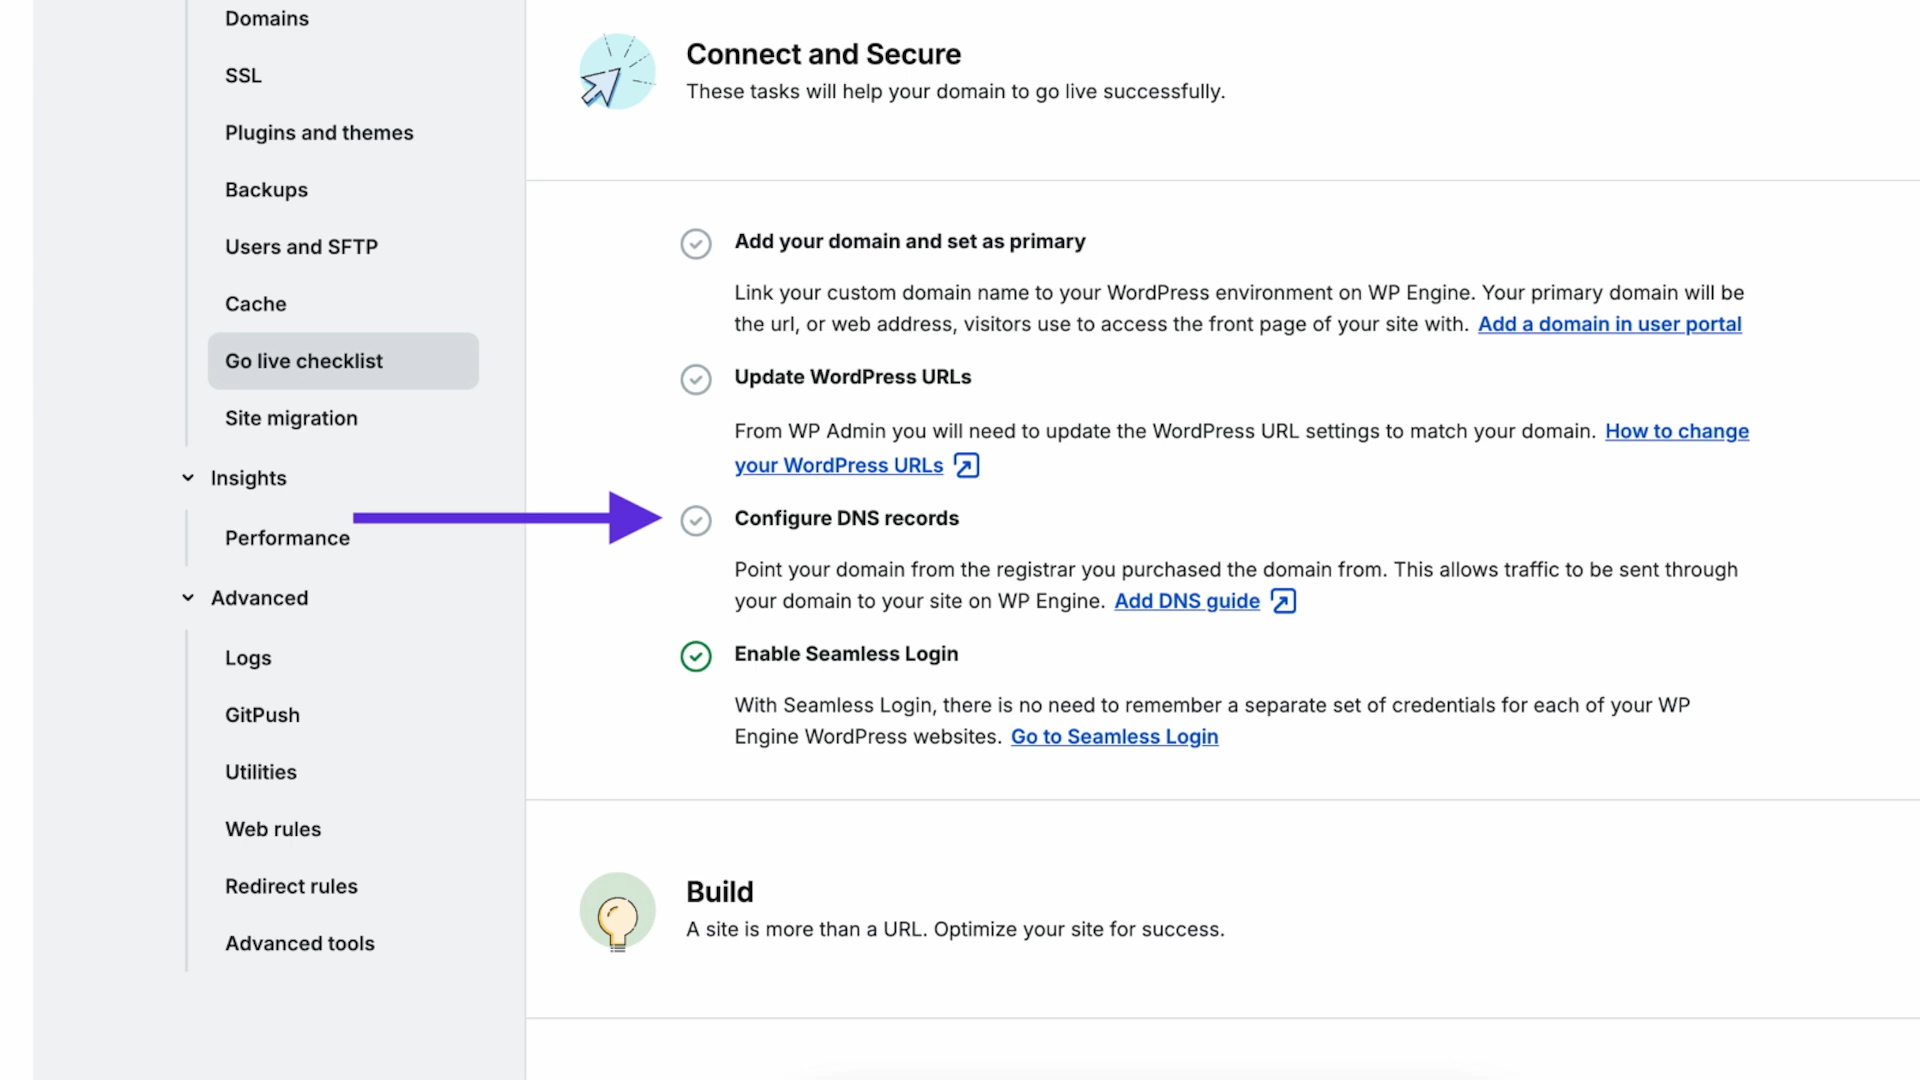 Domains
SSL
Plugins and themes
Backups
Users and SFTP
Cache
Go live checklist
Site migration
Insights
Performance
Advanced
Logs
GitPush
Utilities
Web rules
Redirect rules
Advanced tools
Connect and Secure
These tasks will help your domain to go live successfully.
Add your domain and set as primary
Link your custom domain name to your WordPress environment on WP Engine. Your primary domain will be
the url, or web address, visitors use to access the front page of your site with. Add a domain in user portal
Update WordPress URLs
From WP Admin you will need to update the WordPress URL settings to match your domain. How to change
your WordPress URLs
Configure DNS records
Point your domain from the registrar you purchased the domain from. This allows traffic to be sent through
your domain to your site on WP Engine. Add DNS guide
Enable Seamless Login
With Seamless Login, there is no need to remember a separate set of credentials for each of your WP
Engine WordPress websites. Go to Seamless Login
Build
A site is more than a URL. Optimize your site for success.